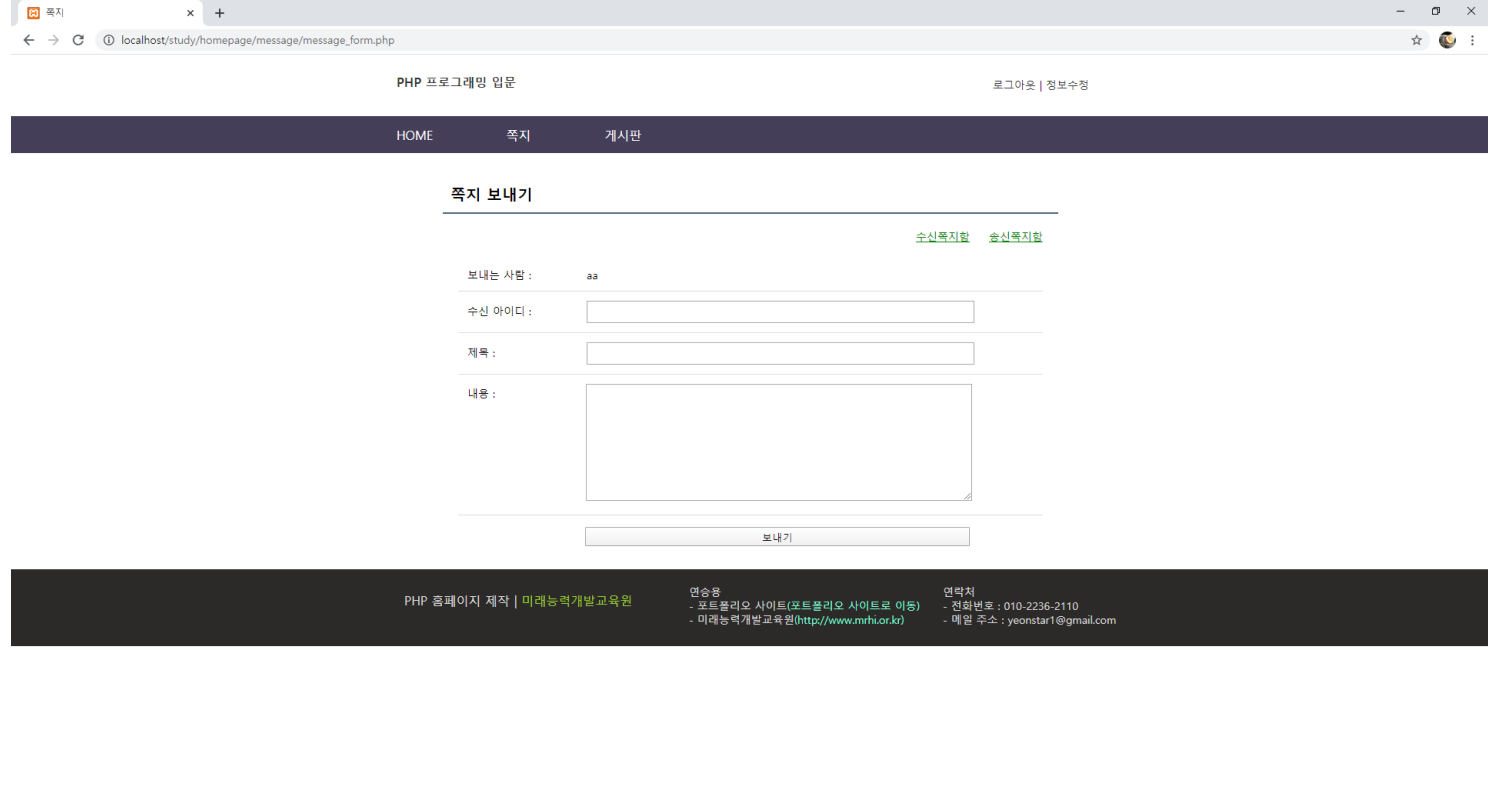 쪽지
localhost/study/homepage/message/message_form.php
PHP 프로그래밍 입문
로그아웃 | 정보수정
HOME 쪽지 게시판
쪽지 보내기
수신쪽지함 송신쪽지함
보내는 사람 : aa
수신 아이디 :
제목 :
내용 :
보내기
PHP 홈페이지 제작 | 미래능력개발교육원
연승용
- 포트폴리오 사이트(포트폴리오 사이트로 이동)
- 미래능력개발교육원(http://www.mrhi.or.kr)
연락처
- 전화번호 : 010-2236-2110
- 메일 주소 : yeonstar1@gmail.com